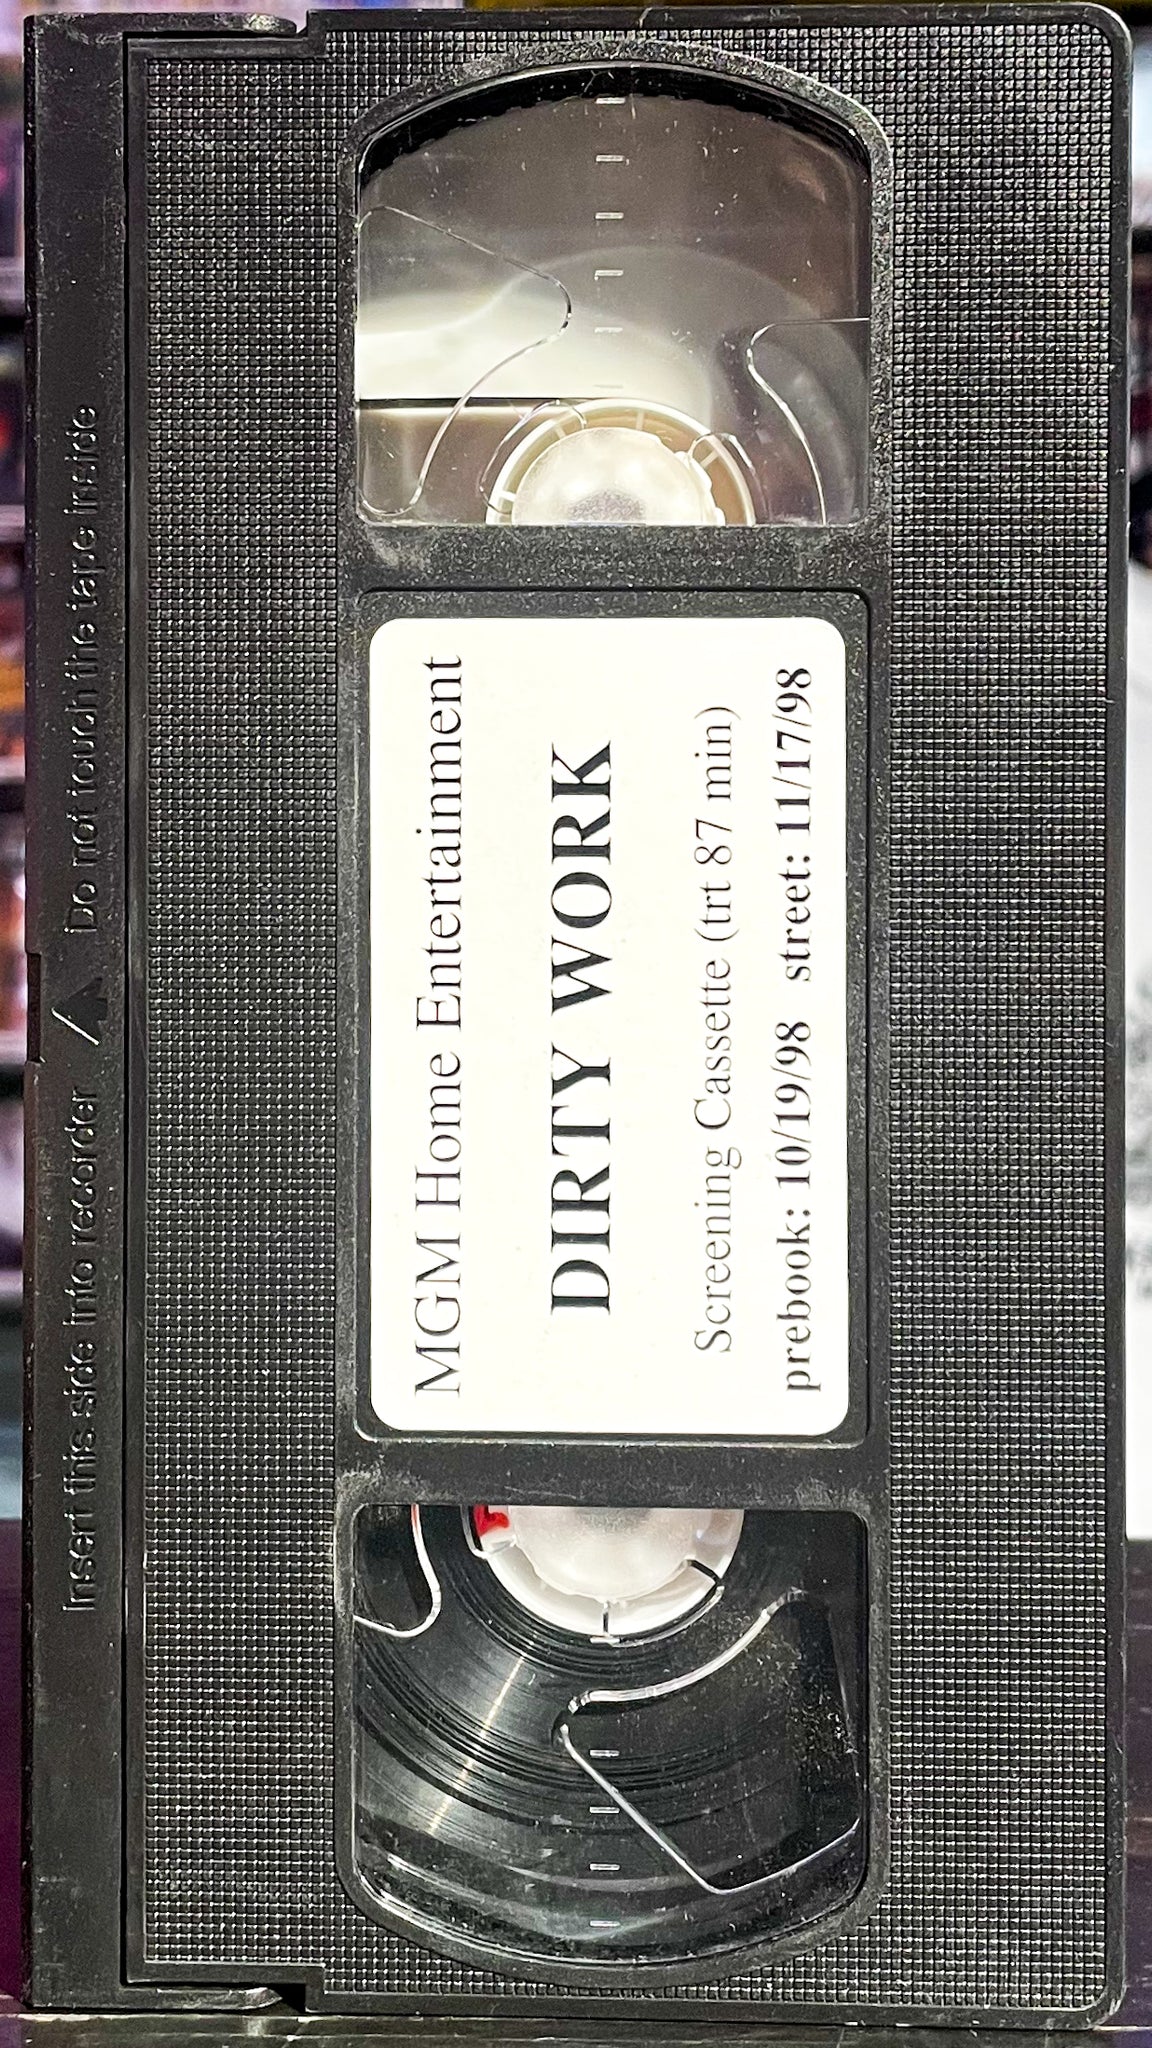 Insert this side into recorder
Do not touch the tape inside
MGM Home Entertainment
DIRTY WORK
Screening Cassette (trt 87 min)
prebook: 10/19/98 street: 11/17/98